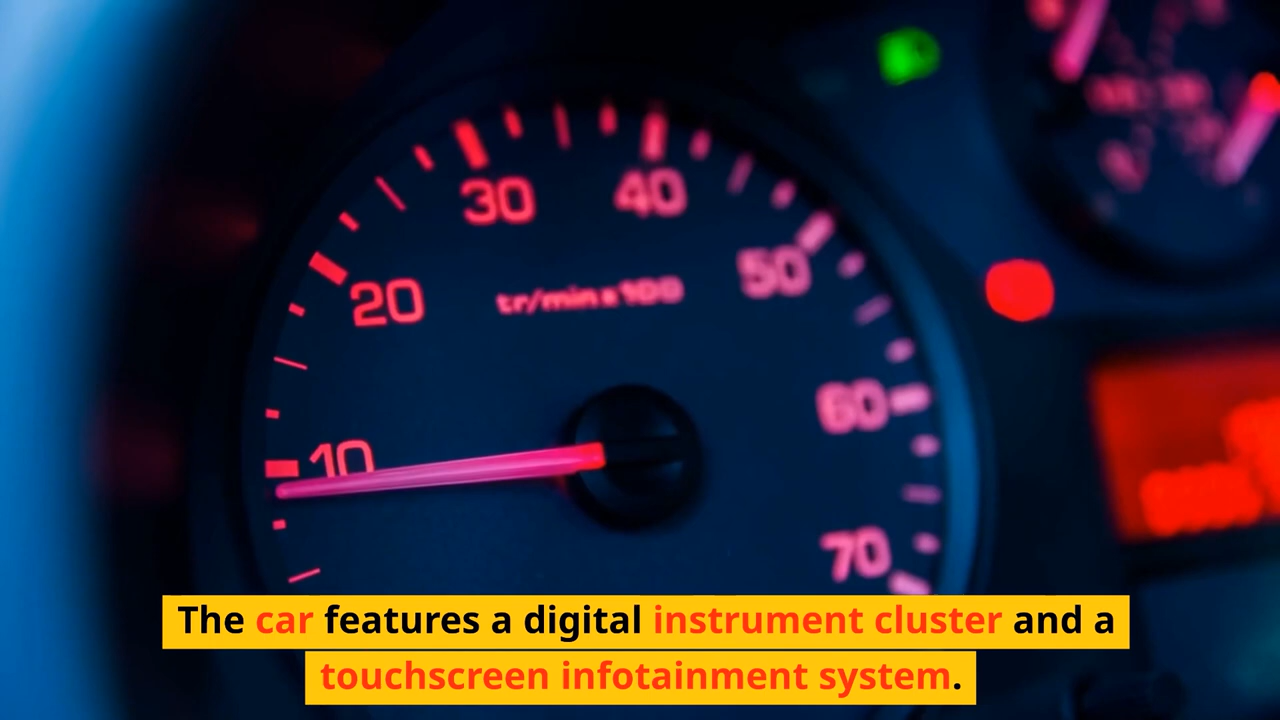 30 40
20 tr/min x 100 50
60
10
70
The car features a digital instrument cluster and a
touchscreen infotainment system.